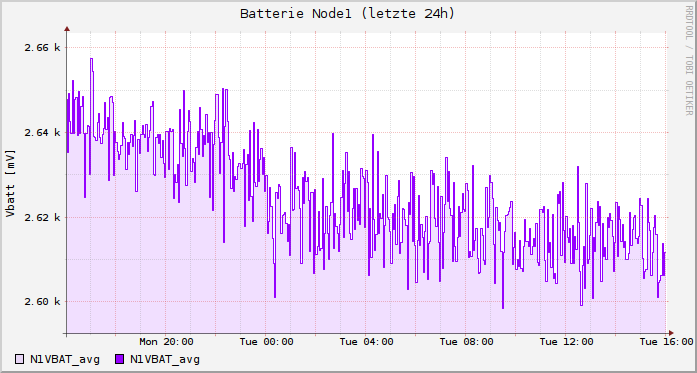 Batterie Node1 (letzte 24h)
RRDTOOL / TOBI OETIKER
Vbatt [mV]
2.66 k
2.64 k
2.62 k
2.60 k
Mon 20:00 Tue 00:00 Tue 04:00 Tue 08:00 Tue 12:00 Tue 16:00
N1VBAT_avg N1VBAT_avg